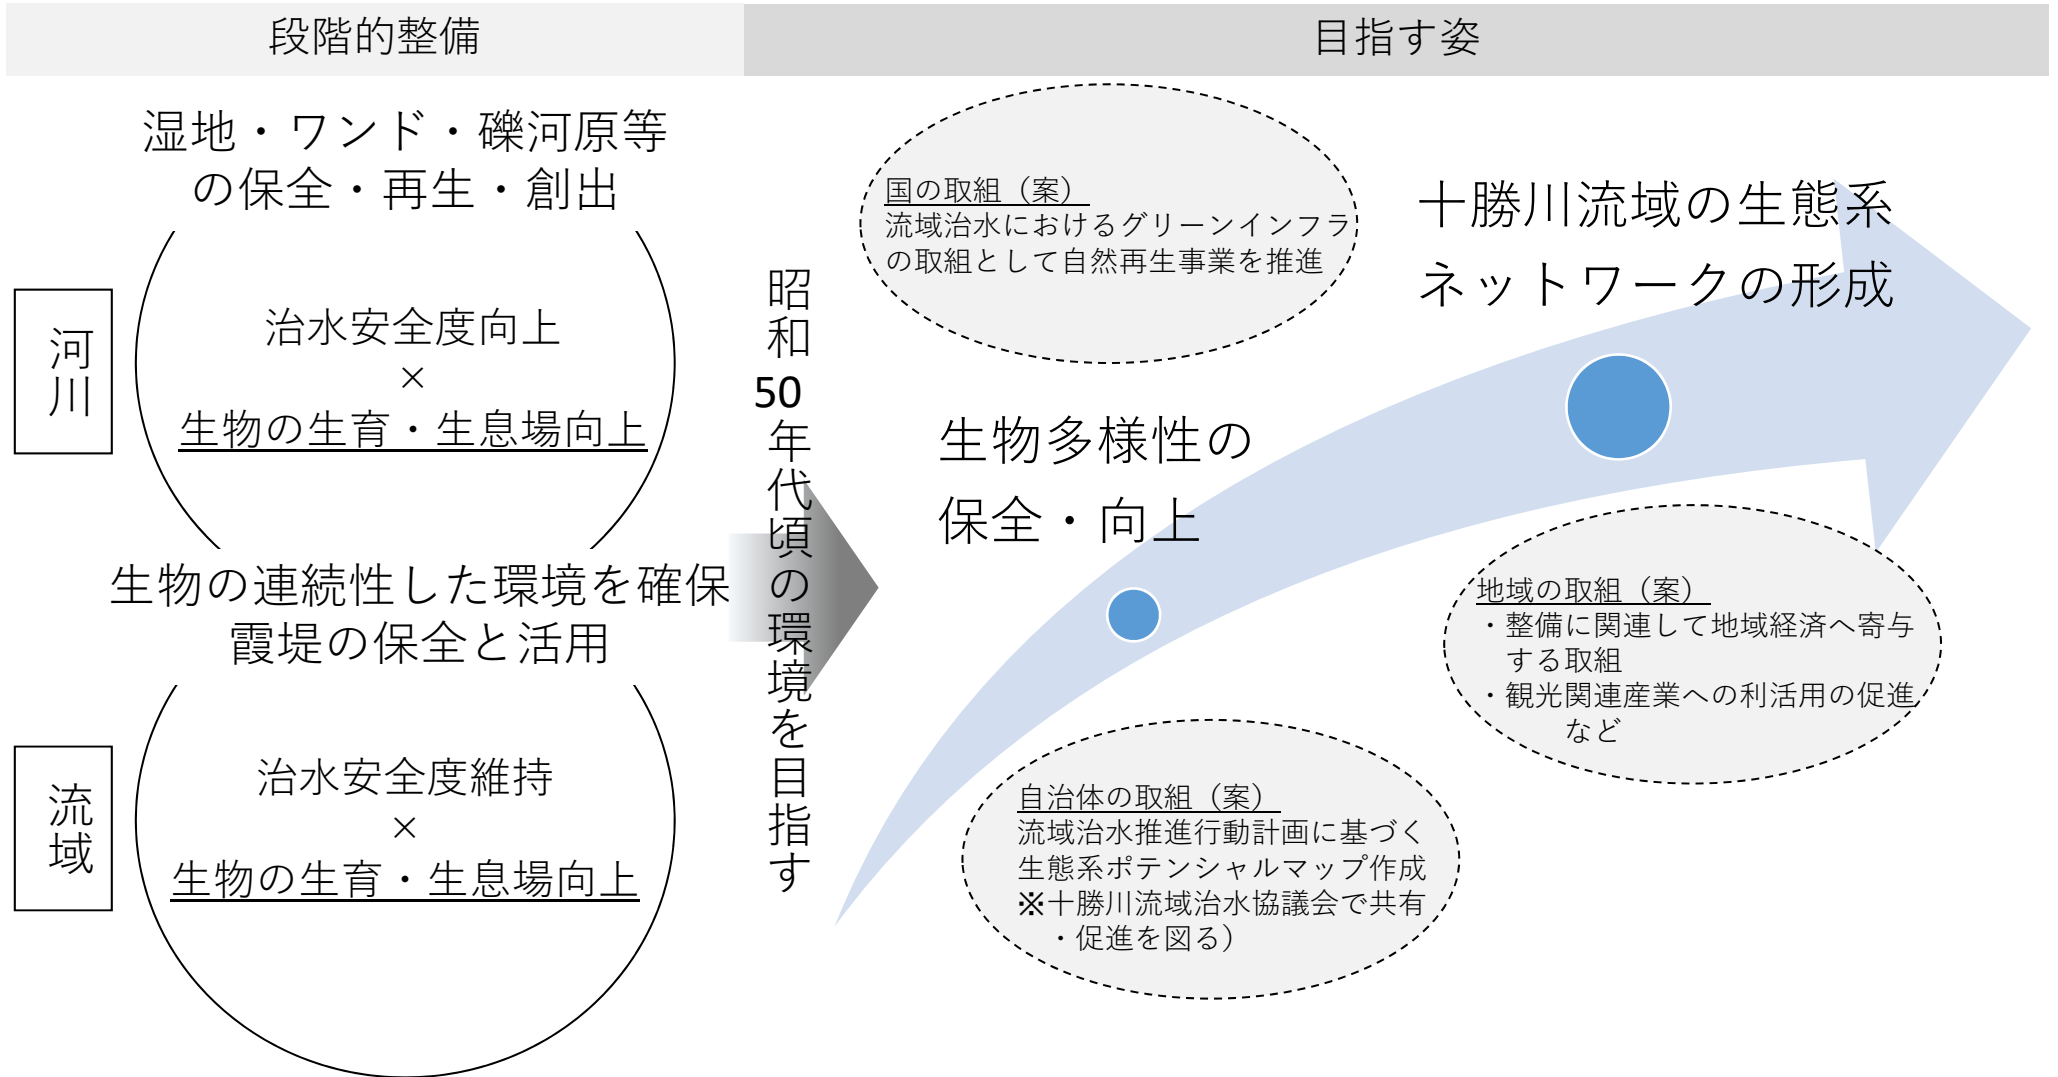 段階的整備
目指す姿
湿地・ワンド・礫河原等
の保全・再生・創出
河川
治水安全度向上
×
生物の生育・生息場向上
生物の連続性した環境を確保
霞堤の保全と活用
流域
治水安全度維持
×
生物の生育・生息場向上
昭和50年代頃の環境を目指す
国の取組（案）
流域治水におけるグリーンインフラ
の取組として自然再生事業を推進
十勝川流域の生態系
ネットワークの形成
生物多様性の
保全・向上
地域の取組（案）
・整備に関連して地域経済へ寄与
する取組
・観光関連産業への利活用の促進
など
自治体の取組（案）
流域治水推進行動計画に基づく
生態系ポテンシャルマップ作成
※十勝川流域治水協議会で共有
・促進を図る）